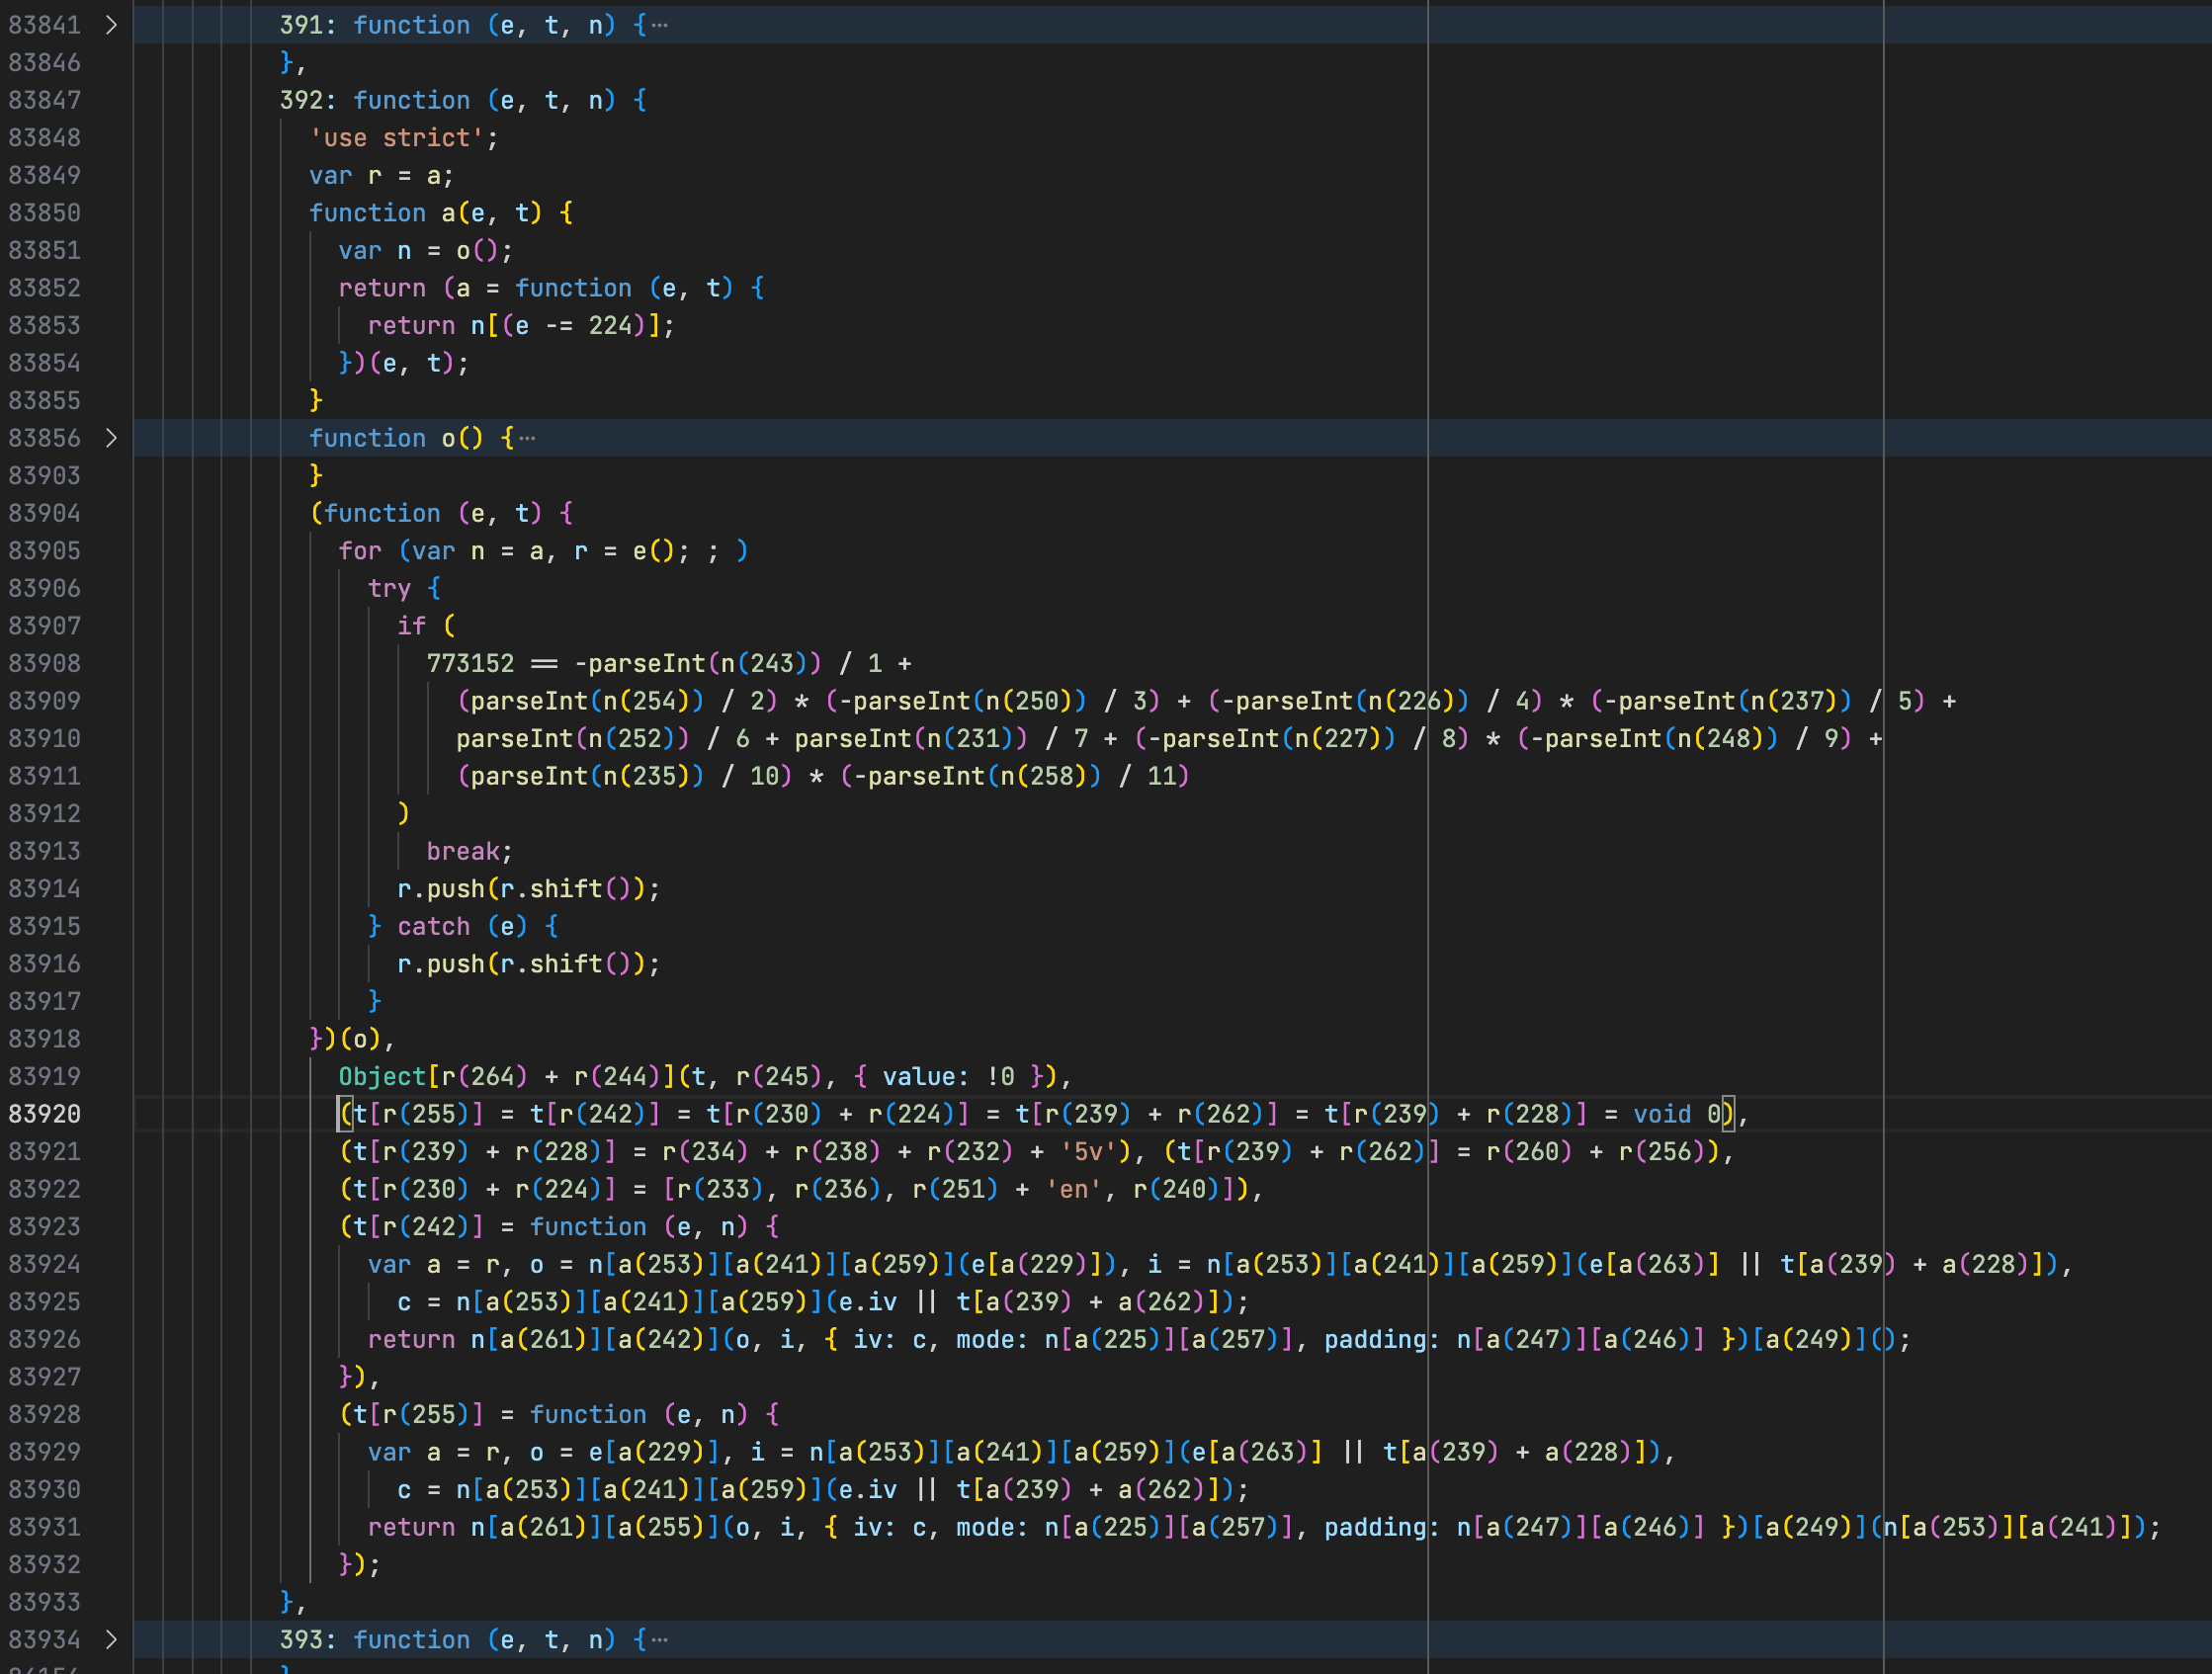 83841 > 391: function (e, t, n) {⋯
83846 },
83847 392: function (e, t, n) {
83848 'use strict';
83849 var r = a;
83850 function a(e, t) {
83851 var n = o();
83852 return (a = function (e, t) {
83853 return n[(e -= 224)];
83854 })(e, t);
83855 }
83856 > function o() {⋯
83903 }
83904 (function (e, t) {
83905 for (var n = a, r = e(); ; )
83906 try {
83907 if (
83908 773152 == -parseInt(n(243)) / 1 +
83909 (parseInt(n(254)) / 2) * (-parseInt(n(250)) / 3) + (-parseInt(n(226)) / 4) * (-parseInt(n(237)) / 5) +
83910 parseInt(n(252)) / 6 + parseInt(n(231)) / 7 + (-parseInt(n(227)) / 8) * (-parseInt(n(248)) / 9) +
83911 (parseInt(n(235)) / 10) * (-parseInt(n(258)) / 11)
83912 )
83913 break;
83914 r.push(r.shift());
83915 } catch (e) {
83916 r.push(r.shift());
83917 }
83918 })(o),
83919 Object[r(264) + r(244)](t, r(245), { value: !0 }),
83920 (t[r(255)] = t[r(242)] = t[r(230) + r(224)] = t[r(239) + r(262)] = t[r(239) + r(228)] = void 0),
83921 (t[r(239) + r(228)] = r(234) + r(238) + r(232) + '5v'), (t[r(239) + r(262)] = r(260) + r(256)),
83922 (t[r(230) + r(224)] = [r(233), r(236), r(251) + 'en', r(240)]),
83923 (t[r(242)] = function (e, n) {
83924 var a = r, o = n[a(253)][a(241)][a(259)](e[a(229)]), i = n[a(253)][a(241)][a(259)](e[a(263)] || t[a(239) + a(228)]),
83925 c = n[a(253)][a(241)][a(259)](e.iv || t[a(239) + a(262)]);
83926 return n[a(261)][a(242)](o, i, { iv: c, mode: n[a(225)][a(257)], padding: n[a(247)][a(246)] })[a(249)]();
83927 }),
83928 (t[r(255)] = function (e, n) {
83929 var a = r, o = e[a(229)], i = n[a(253)][a(241)][a(259)](e[a(263)] || t[a(239) + a(228)]),
83930 c = n[a(253)][a(241)][a(259)](e.iv || t[a(239) + a(262)]);
83931 return n[a(261)][a(255)](o, i, { iv: c, mode: n[a(225)][a(257)], padding: n[a(247)][a(246)] })[a(249)](n[a(253)][a(241)]);
83932 });
83933 },
83934 > 393: function (e, t, n) {⋯